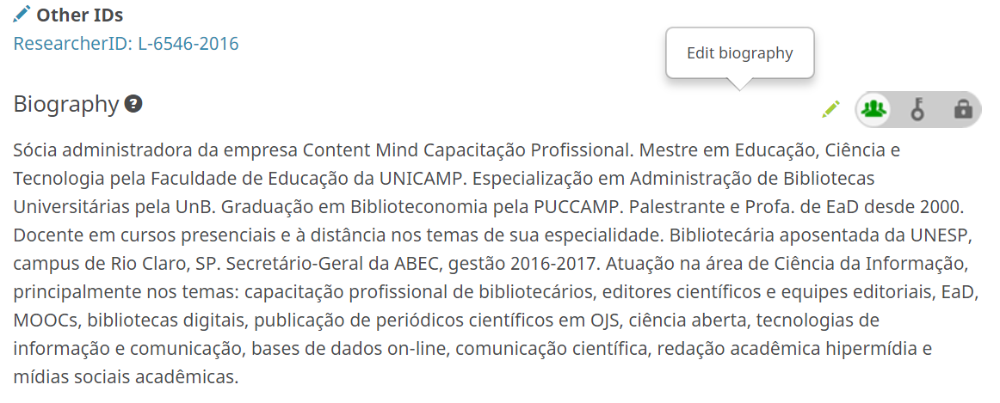 Other IDs
ResearcherID: L-6546-2016
Edit biography
Biography ?
Sócia administradora da empresa Content Mind Capacitação Profissional. Mestre em Educação, Ciência e
Tecnologia pela Faculdade de Educação da UNICAMP. Especialização em Administração de Bibliotecas
Universitárias pela UnB. Graduação em Biblioteconomia pela PUCCAMP. Palestrante e Profa. de EaD desde 2000.
Docente em cursos presenciais e à distância nos temas de sua especialidade. Bibliotecária aposentada da UNESP,
campus de Rio Claro, SP. Secretário-Geral da ABEC, gestão 2016-2017. Atuação na área de Ciência da Informação,
principalmente nos temas: capacitação profissional de bibliotecários, editores científicos e equipes editoriais, EaD,
MOOCs, bibliotecas digitais, publicação de periódicos científicos em OJS, ciência aberta, tecnologias de
informação e comunicação, bases de dados on-line, comunicação científica, redação acadêmica hipermídia e
mídias sociais acadêmicas.